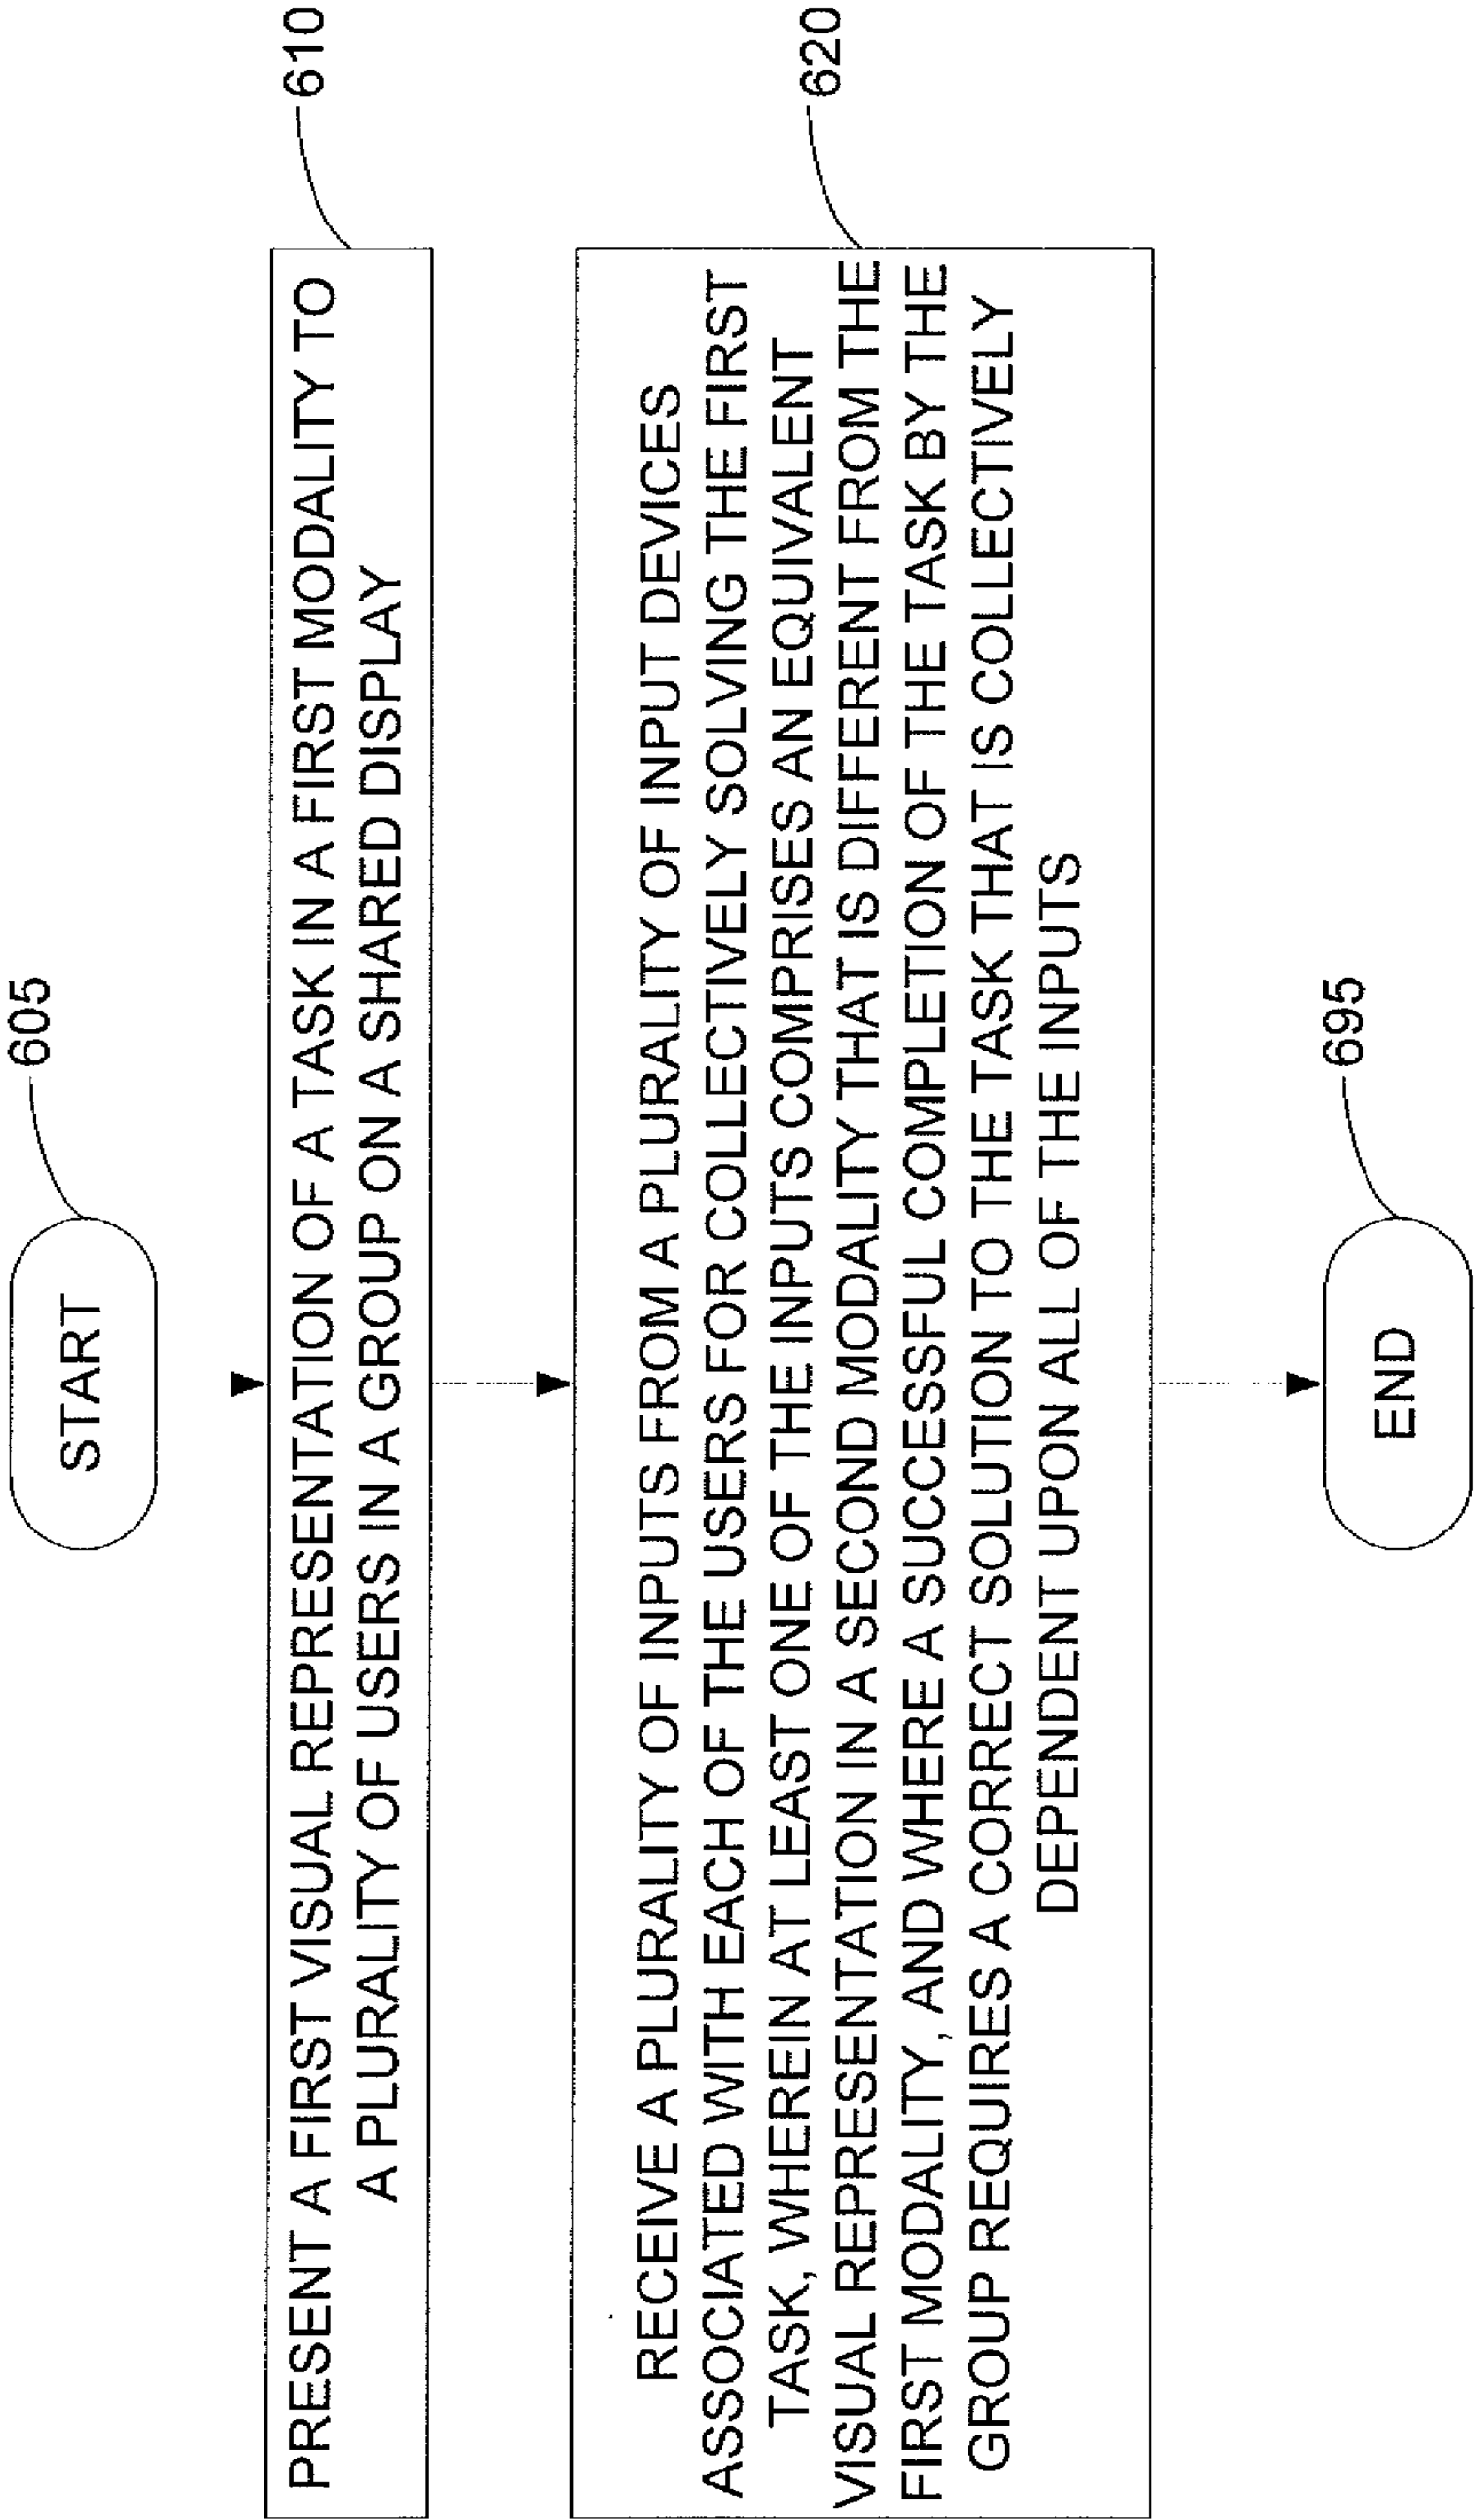 605
START
610
PRESENT A FIRST VISUAL REPRESENTATION OF A TASK IN A FIRST MODALITY TO
A PLURALITY OF USERS IN A GROUP ON A SHARED DISPLAY
620
RECEIVE A PLURALITY OF INPUTS FROM A PLURALITY OF INPUT DEVICES
ASSOCIATED WITH EACH OF THE USERS FOR COLLECTIVELY SOLVING THE FIRST
TASK, WHEREIN AT LEAST ONE OF THE INPUTS COMPRISES AN EQUIVALENT
VISUAL REPRESENTATION IN A SECOND MODALITY THAT IS DIFFERENT FROM THE
FIRST MODALITY, AND WHERE A SUCCESSFUL COMPLETION OF THE TASK BY THE
GROUP REQUIRES A CORRECT SOLUTION TO THE TASK THAT IS COLLECTIVELY
DEPENDENT UPON ALL OF THE INPUTS
695
END